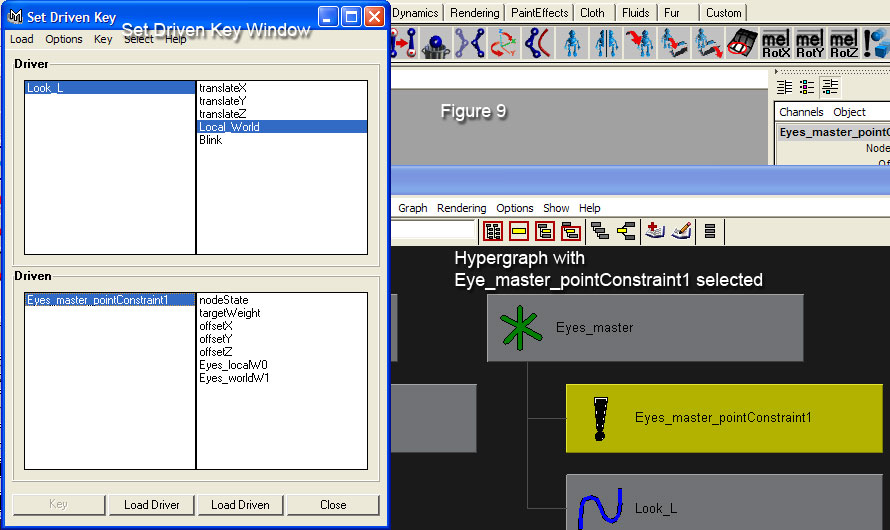 Set Driven Key
Load Options Key Select Help
Set Driven Key Window
Driver
Look_L
translateX
translateY
translateZ
Local_World
Blink
Driven
Eyes_master_pointConstraint1
nodeState
targetWeight
offsetX
offsetY
offsetZ
Eyes_localW0
Eyes_worldW1
Key Load Driver Load Driven Close
Dynamics Rendering PaintEffects Cloth Fluids Fur Custom
mel mel mel
RotX RotY RotZ
Figure 9
Channels Object
Eyes_master_pointC
Node
Of
Graph Rendering Options Show Help
Hypergraph with
Eye_master_pointConstraint1 selected
Eyes_master
Eyes_master_pointConstraint1
Look_L